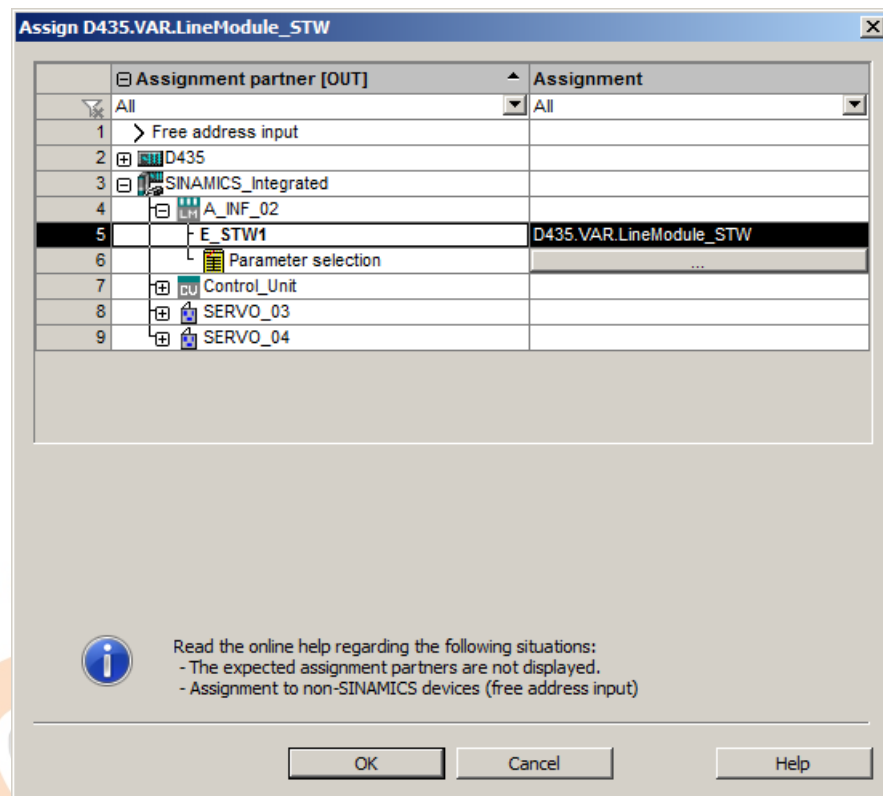 Assign D435.VAR.LineModule_STW
Assignment partner [OUT] Assignment
All All
1 Free address input
2 D435
3 SINAMICS_Integrated
4 LM A_INF_02
5 E_STW1 D435.VAR.LineModule_STW
6 Parameter selection ...
7 CU Control_Unit
8 SERVO_03
9 SERVO_04
Read the online help regarding the following situations:
- The expected assignment partners are not displayed.
- Assignment to non-SINAMICS devices (free address input)
OK Cancel Help